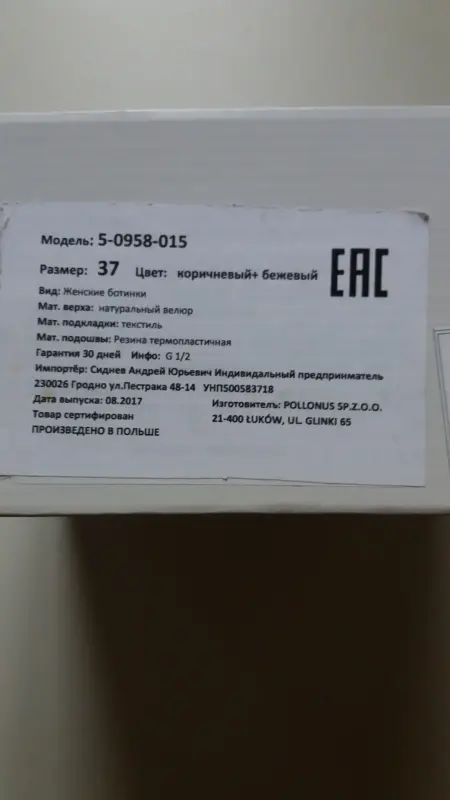 Модель: 5-0958-015
Размер: 37 Цвет: коричневый+ бежевый
EAC
Вид: Женские ботинки
Мат. верха: натуральный велюр
Мат. подкладки: текстиль
Мат. подошвы: Резина термопластичная
Гарантия 30 дней Инфо: G 1/2
Импортёр: Сиднев Андрей Юрьевич Индивидуальный предпринматель
230026 Гродно ул.Пестрака 48-14 УНП500583718
Дата выпуска: 08.2017 Изготовитель: POLLONUS SP.Z.O.O.
Товар сертифирован 21-400 ŁUKÓW, UL. GLINKI 65
ПРОИЗВЕДЕНО В ПОЛЬШЕ